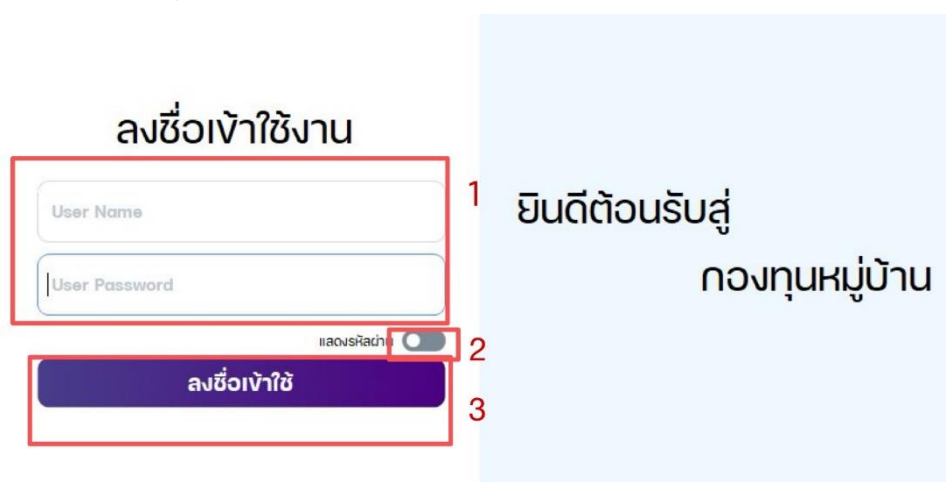 ลงชื่อเข้าใช้งาน
User Name
1
User Password
แสดงรหัสผ่าน
2
ลงชื่อเข้าใช้
3
ยินดีต้อนรับสู่
กองทุนหมู่บ้าน